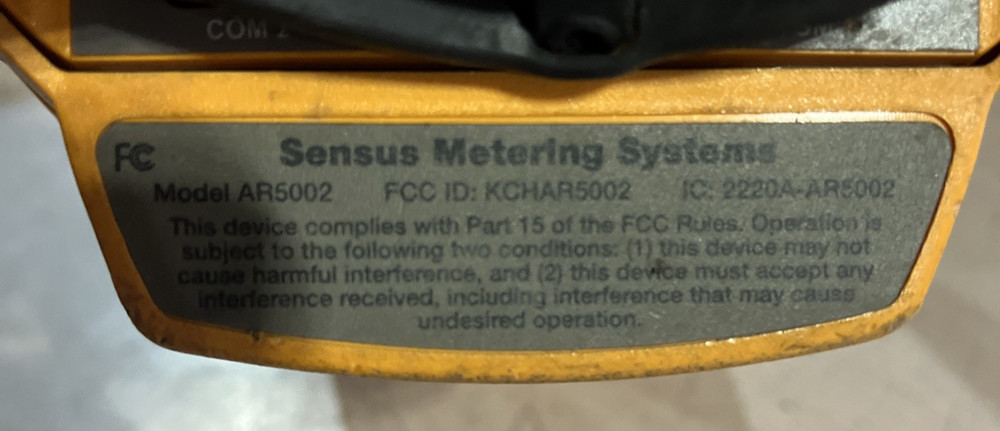 COM 2
FC
Sensus Metering Systems
Model AR5002 FCC ID: KCHAR5002 IC: 2220A-AR5002
This device complies with Part 15 of the FCC Rules. Operation is
subject to the following two conditions: (1) this device may not
cause harmful interference, and (2) this device must accept any
interference received, including interference that may cause
undesired operation.